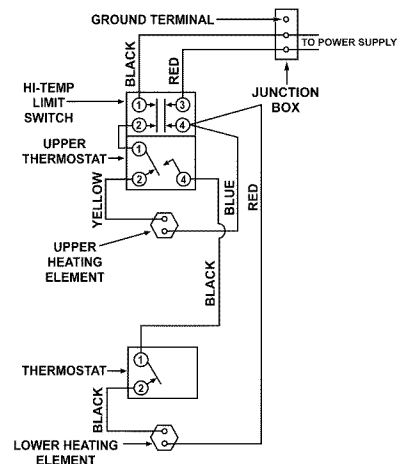 GROUND TERMINAL
TO POWER SUPPLY
BLACK
RED
JUNCTION
BOX
HI-TEMP
LIMIT
SWITCH
1
3
2
4
UPPER
THERMOSTAT
1
2
4
YELLOW
BLUE
RED
UPPER
HEATING
ELEMENT
BLACK
THERMOSTAT
1
2
BLACK
LOWER HEATING
ELEMENT